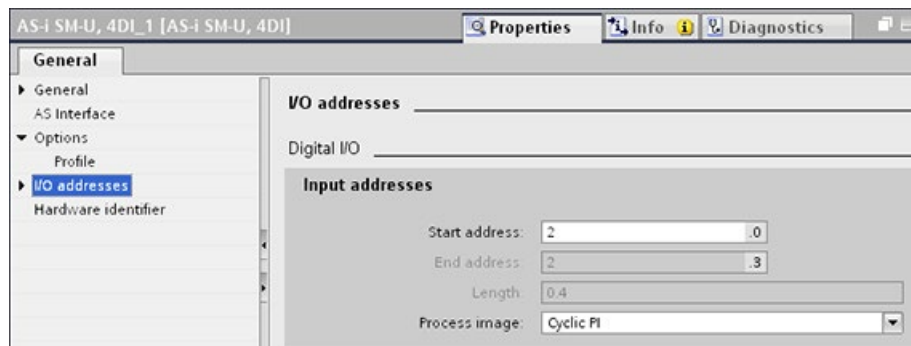 AS-i SM-U, 4DI_1 [AS-i SM-U, 4DI]
Properties
Info
Diagnostics
General
General
AS Interface
Options
Profile
I/O addresses
Hardware identifier
I/O addresses
Digital I/O
Input addresses
Start address: 2 .0
End address: 2 .3
Length: 0.4
Process image: Cyclic PI